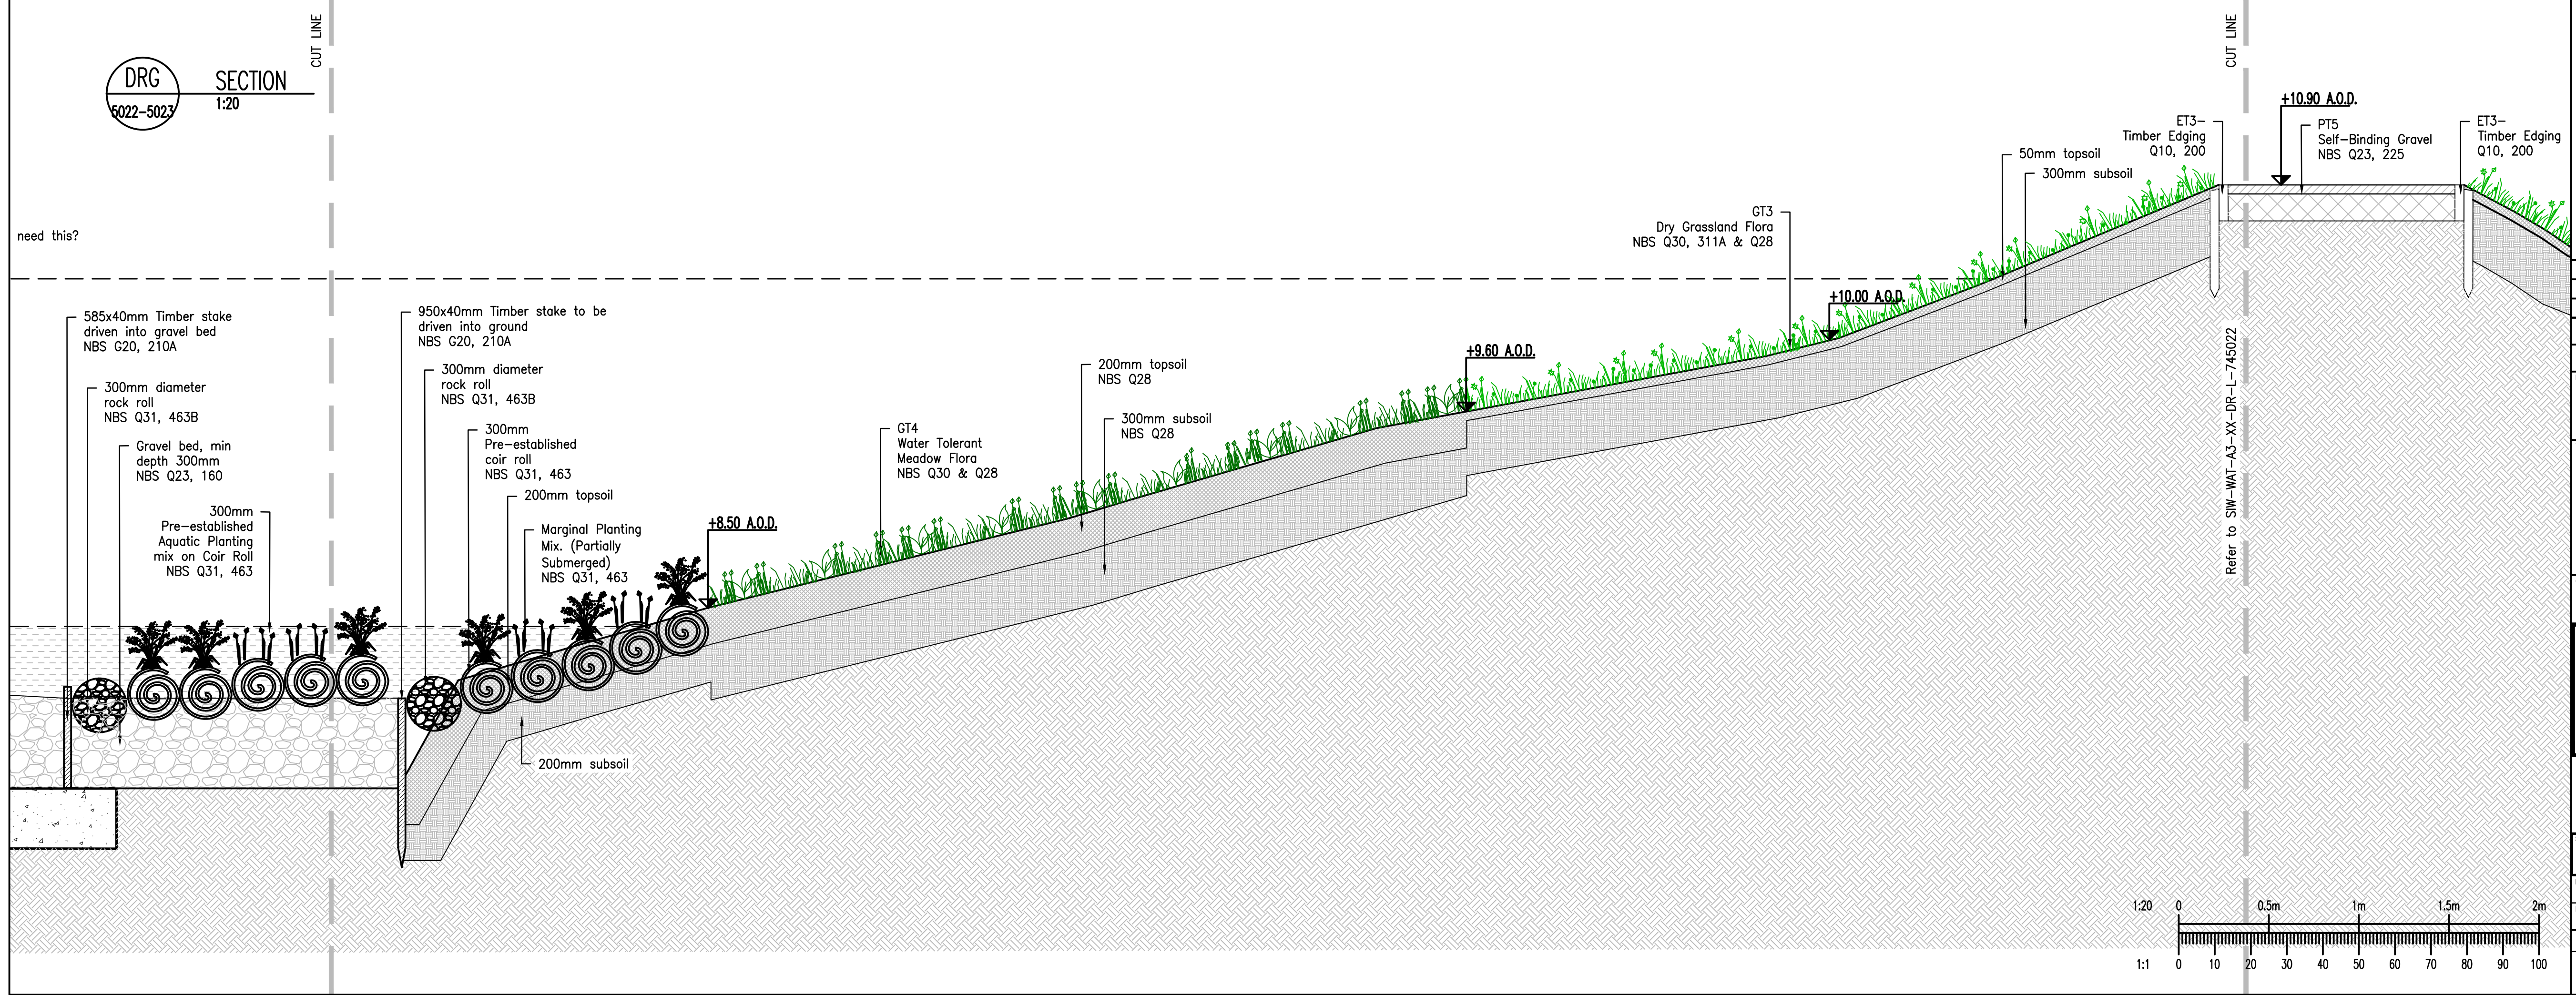 CUT LINE
DRG
5022-5023
SECTION
1:20
need this?
585x40mm Timber stake
driven into gravel bed
NBS G20, 210A
300mm diameter
rock roll
NBS Q31, 463B
Gravel bed, min
depth 300mm
NBS Q23, 160
300mm
Pre-established
Aquatic Planting
mix on Coir Roll
NBS Q31, 463
950x40mm Timber stake to be
driven into ground
NBS G20, 210A
300mm diameter
rock roll
NBS Q31, 463B
300mm
Pre-established
coir roll
NBS Q31, 463
200mm topsoil
Marginal Planting
Mix. (Partially
Submerged)
NBS Q31, 463
200mm subsoil
+8.50 A.O.D.
GT4
Water Tolerant
Meadow Flora
NBS Q30 & Q28
200mm topsoil
NBS Q28
300mm subsoil
NBS Q28
+9.60 A.O.D.
GT3
Dry Grassland Flora
NBS Q30, 311A & Q28
+10.00 A.O.D.
50mm topsoil
300mm subsoil
ET3-
Timber Edging
Q10, 200
CUT LINE
+10.90 A.O.D.
PT5
Self-Binding Gravel
NBS Q23, 225
ET3-
Timber Edging
Q10, 200
Refer to SIW-WAT-A3-XX-DR-L-745022
1:20 0 0.5m 1m 1.5m 2m
1:1 0 10 20 30 40 50 60 70 80 90 100